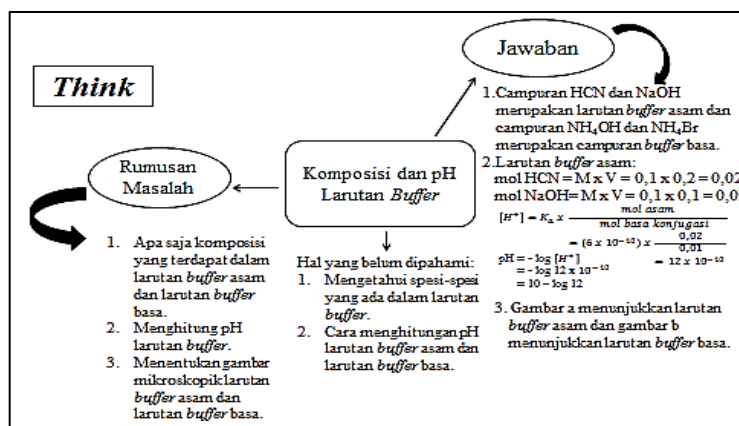 Think
Jawaban
1.Campuran HCN dan NaOH
merupakan larutan buffer asam dan
campuran NH₄OH dan NH₄Br
merupakan campuran buffer basa.
2.Larutan buffer asam:
mol HCN = M x V = 0,1 x 0,2 = 0,02
mol NaOH= M x V = 0,1 x 0,1 = 0,0
[H⁺] = Kₐ x mol asam / mol basa konjugasi
= (6 x 10⁻¹⁰) x 0,02 / 0,01
pH = - log [H⁺] = 12 x 10⁻¹⁰
= - log 12 x 10⁻¹⁰
= 10 – log 12
3. Gambar a menunjukkan larutan
buffer asam dan gambar b
menunjukkan larutan buffer basa.
Komposisi dan pH
Larutan Buffer
Rumusan
Masalah
1. Apa saja komposisi
yang terdapat dalam
larutan buffer asam
dan larutan buffer
basa.
2. Menghitung pH
larutan buffer.
3. Menentukan gambar
mikroskopik larutan
buffer asam dan
larutan buffer basa.
Hal yang belum dipahami:
1. Mengetahui spesi-spesi
yang ada dalam larutan
buffer.
2. Cara menghitungan pH
larutan buffer asam dan
larutan buffer basa.